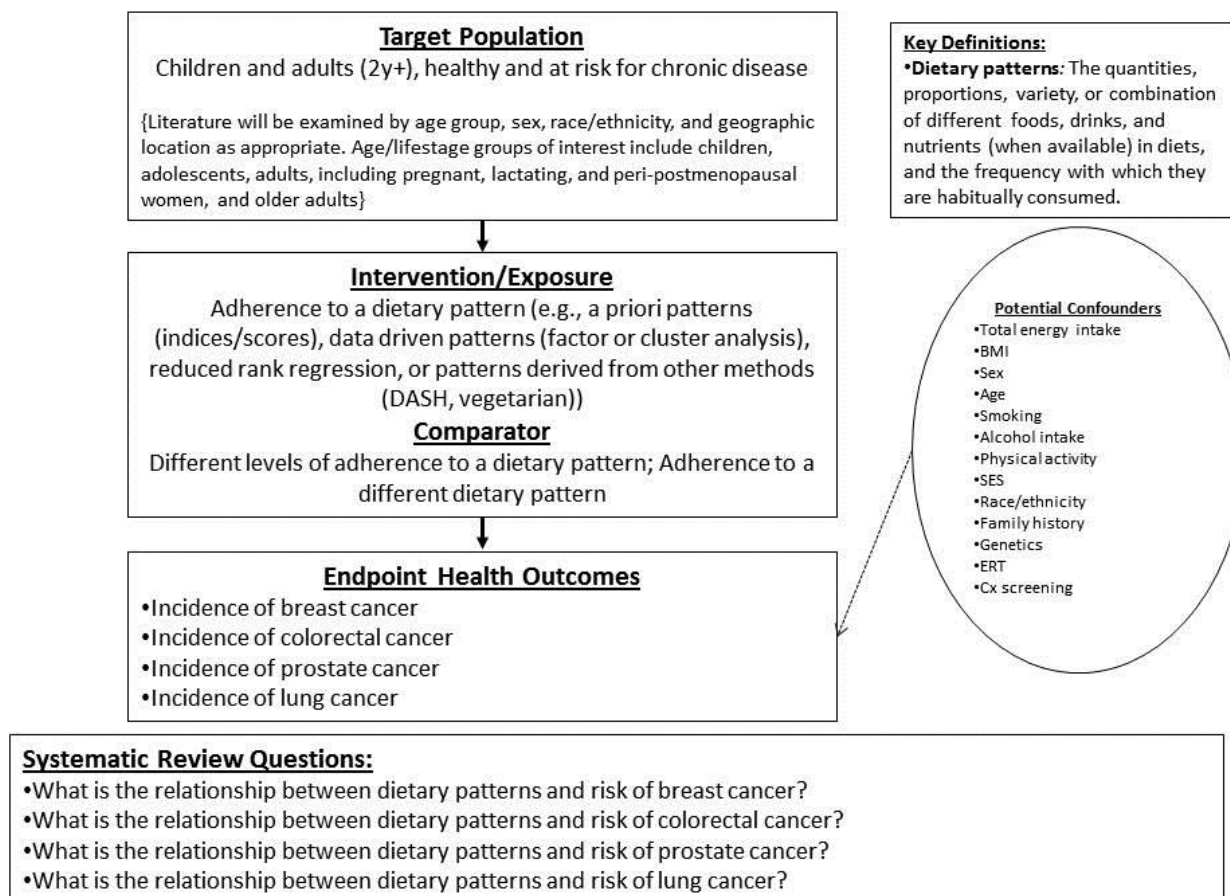 Target Population
Children and adults (2y+), healthy and at risk for chronic disease
{Literature will be examined by age group, sex, race/ethnicity, and geographic
location as appropriate. Age/lifestage groups of interest include children,
adolescents, adults, including pregnant, lactating, and peri-postmenopausal
women, and older adults}
Intervention/Exposure
Adherence to a dietary pattern (e.g., a priori patterns
(indices/scores), data driven patterns (factor or cluster analysis),
reduced rank regression, or patterns derived from other methods
(DASH, vegetarian))
Comparator
Different levels of adherence to a dietary pattern; Adherence to a
different dietary pattern
Endpoint Health Outcomes
•Incidence of breast cancer
•Incidence of colorectal cancer
•Incidence of prostate cancer
•Incidence of lung cancer
Key Definitions:
•Dietary patterns: The quantities,
proportions, variety, or combination
of different foods, drinks, and
nutrients (when available) in diets,
and the frequency with which they
are habitually consumed.
Potential Confounders
•Total energy intake
•BMI
•Sex
•Age
•Smoking
•Alcohol intake
•Physical activity
•SES
•Race/ethnicity
•Family history
•Genetics
•ERT
•Cx screening
Systematic Review Questions:
•What is the relationship between dietary patterns and risk of breast cancer?
•What is the relationship between dietary patterns and risk of colorectal cancer?
•What is the relationship between dietary patterns and risk of prostate cancer?
•What is the relationship between dietary patterns and risk of lung cancer?